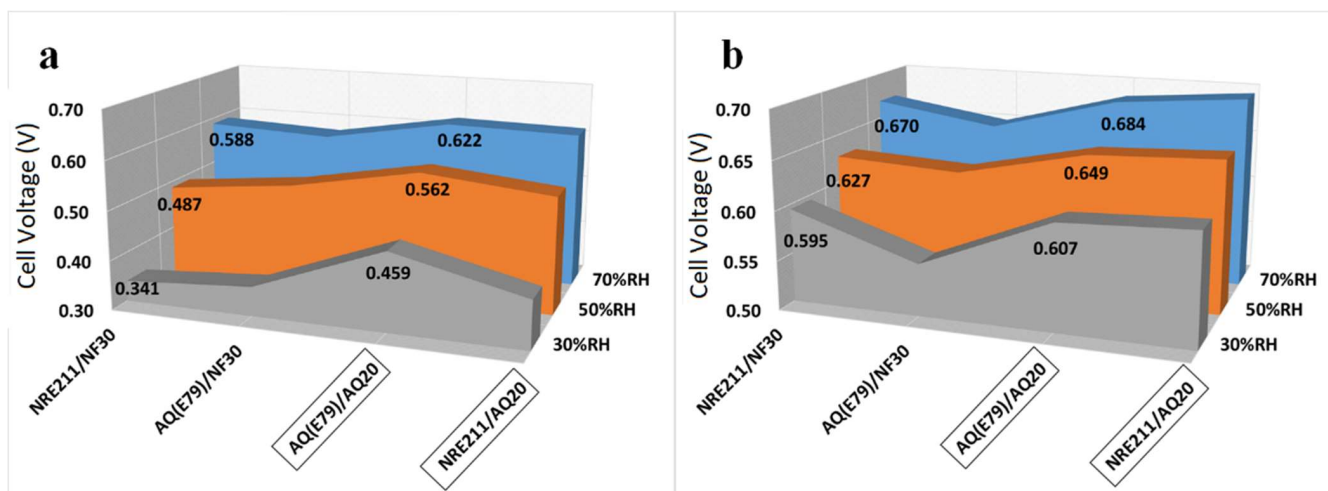 a
Cell Voltage (V)
0.70
0.60
0.50
0.40
0.30
0.588
0.622
0.487
0.562
0.341
0.459
70%RH
50%RH
30%RH
NRE211/NF30
AQ(E79)/NF30
AQ(E79)/AQ20
NRE211/AQ20
b
Cell Voltage (V)
0.70
0.65
0.60
0.55
0.50
0.670
0.684
0.627
0.649
0.595
0.607
70%RH
50%RH
30%RH
NRE211/NF30
AQ(E79)/NF30
AQ(E79)/AQ20
NRE211/AQ20